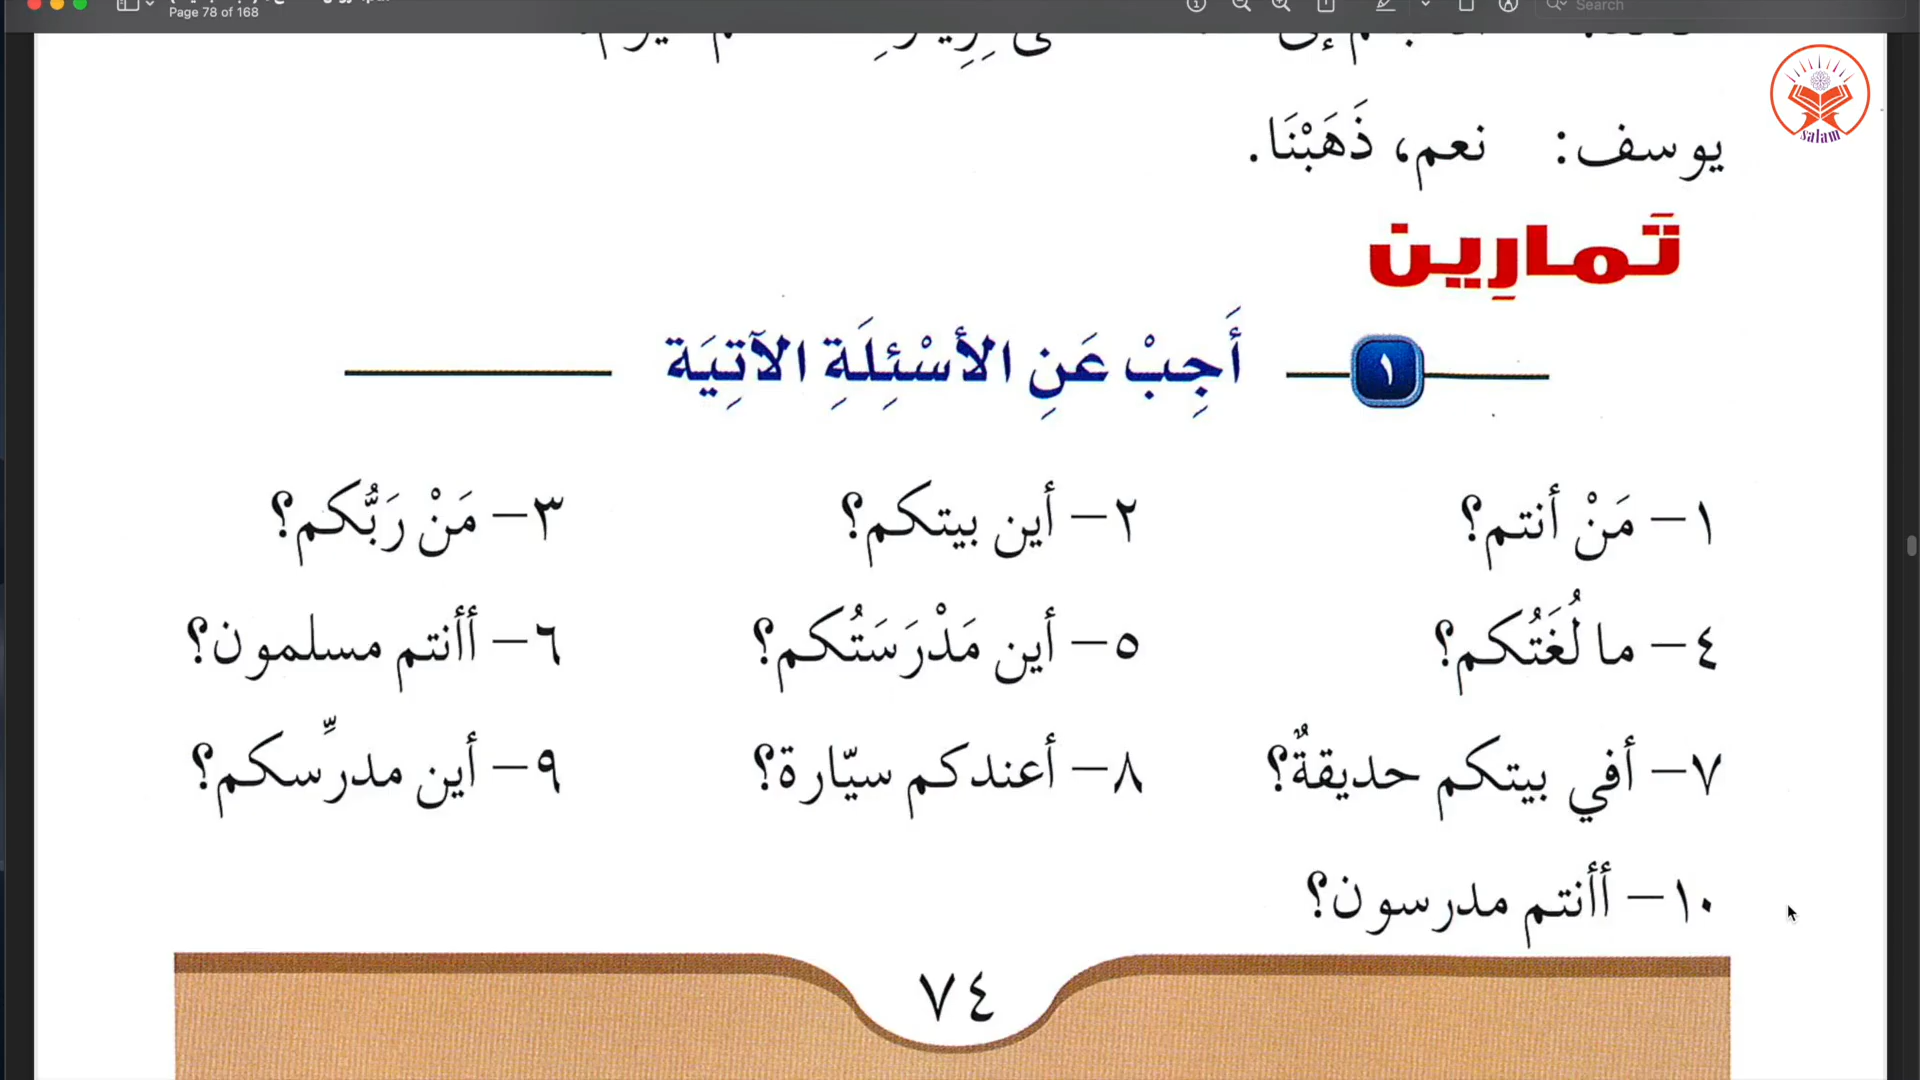 Page 78 of 168
Search
salam
يوسف: نعم، ذَهَبْنَا.
تَمارِين
١ أَجِبْ عَنِ الأسْئِلَةِ الآتِيَة
١– مَنْ أنتم؟ ٢– أين بيتكم؟ ٣– مَنْ رَبُّكم؟
٤– ما لُغَتُكم؟ ٥– أين مَدْرَسَتُكم؟ ٦– أأنتم مسلمون؟
٧– أفي بيتكم حديقةٌ؟ ٨– أعندكم سيّارة؟ ٩– أين مدرِّسكم؟
١٠– أأنتم مدرسون؟
٧٤